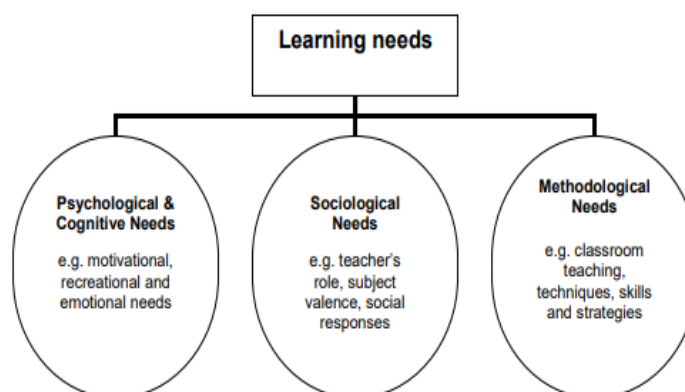 Learning needs
Psychological &
Cognitive Needs
e.g. motivational,
recreational and
emotional needs
Sociological
Needs
e.g. teacher's
role, subject
valence, social
responses
Methodological
Needs
e.g. classroom
teaching,
techniques, skills
and strategies